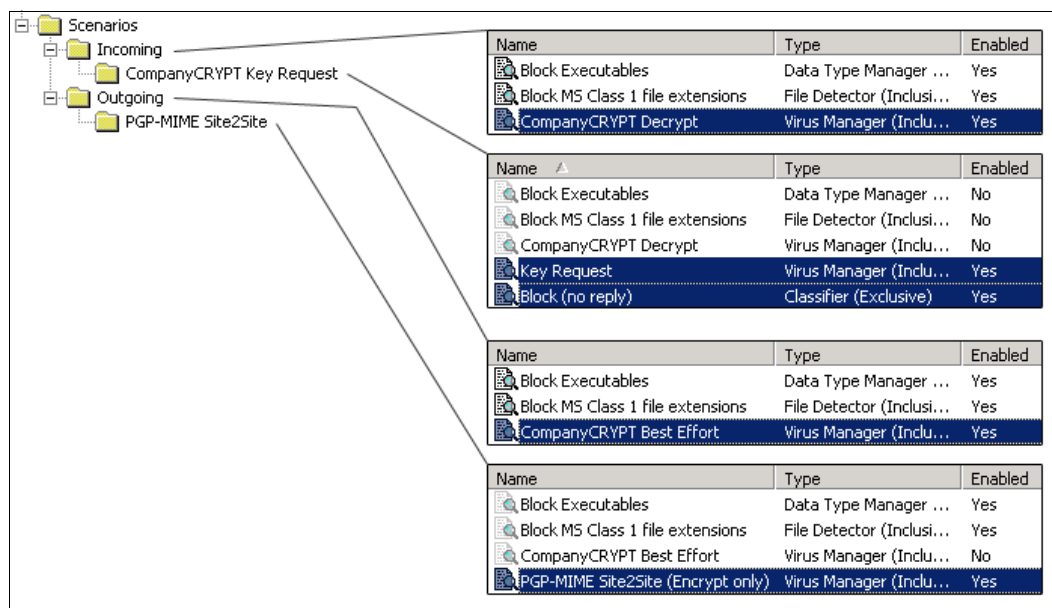 Scenarios
Incoming
CompanyCRYPT Key Request
Outgoing
PGP-MIME Site2Site
Name Type Enabled
Block Executables Data Type Manager ... Yes
Block MS Class 1 file extensions File Detector (Inclusi... Yes
CompanyCRYPT Decrypt Virus Manager (Inclu... Yes
Name Type Enabled
Block Executables Data Type Manager ... No
Block MS Class 1 file extensions File Detector (Inclusi... No
CompanyCRYPT Decrypt Virus Manager (Inclu... No
Key Request Virus Manager (Inclu... Yes
Block (no reply) Classifier (Exclusive) Yes
Name Type Enabled
Block Executables Data Type Manager ... Yes
Block MS Class 1 file extensions File Detector (Inclusi... Yes
CompanyCRYPT Best Effort Virus Manager (Inclu... Yes
Name Type Enabled
Block Executables Data Type Manager ... Yes
Block MS Class 1 file extensions File Detector (Inclusi... Yes
CompanyCRYPT Best Effort Virus Manager (Inclu... No
PGP-MIME Site2Site (Encrypt only) Virus Manager (Inclu... Yes